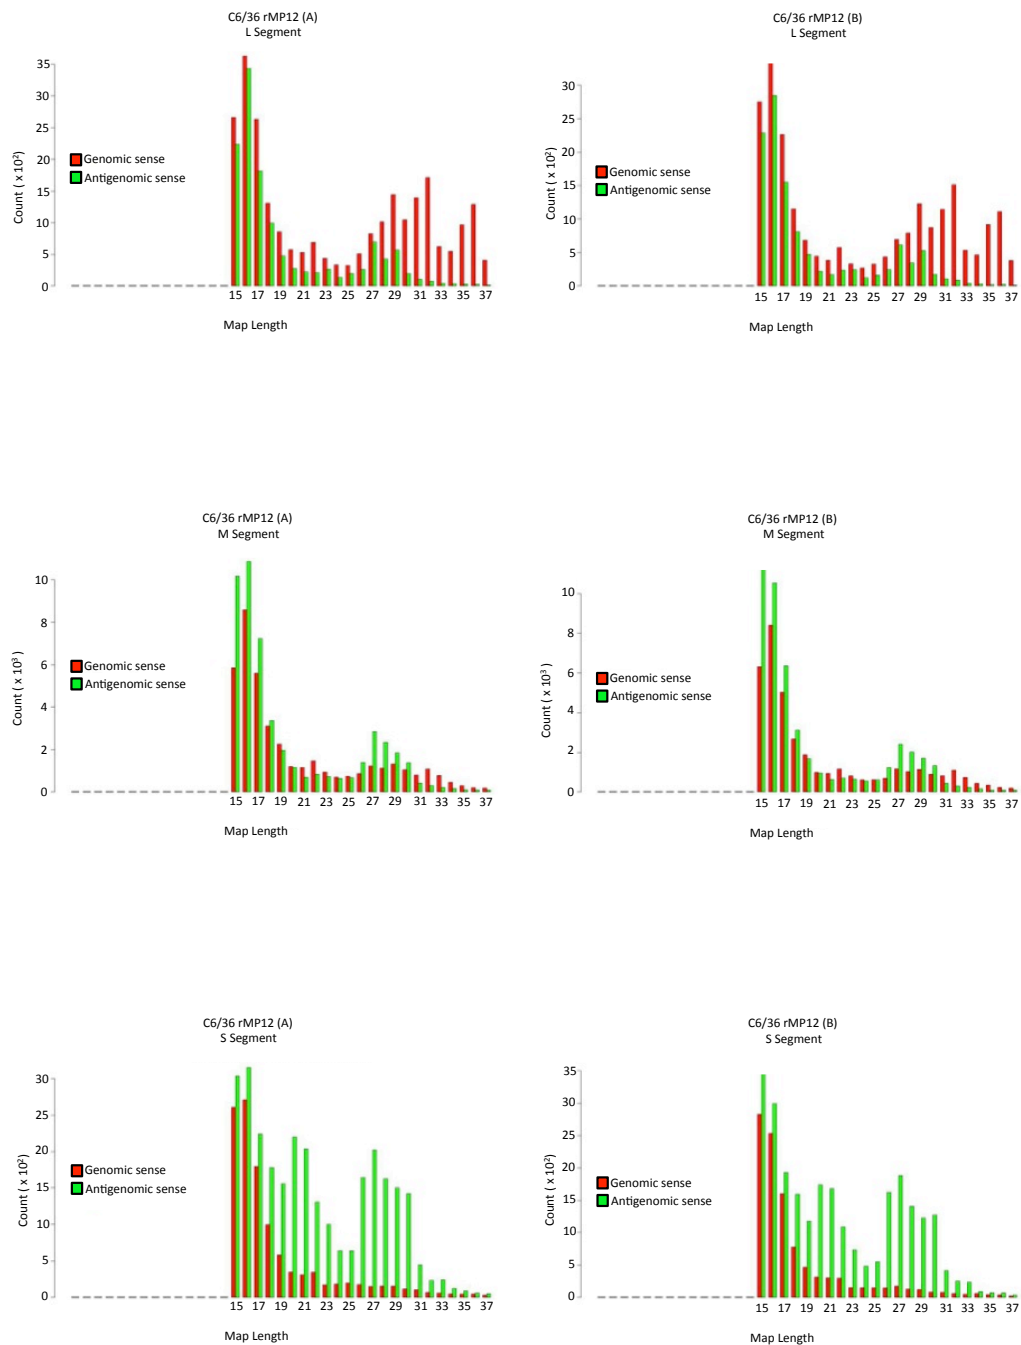 C6/36 rMP12 (A)
L Segment
35
30
25
20
15
10
5
0
Count ( x 10²)
Genomic sense
Antigenomic sense
15 17 19 21 23 25 27 29 31 33 35 37
Map Length
C6/36 rMP12 (B)
L Segment
30
25
20
15
10
5
0
Count ( x 10²)
Genomic sense
Antigenomic sense
15 17 19 21 23 25 27 29 31 33 35 37
Map Length
C6/36 rMP12 (A)
M Segment
10
8
6
4
2
0
Count ( x 10³)
Genomic sense
Antigenomic sense
15 17 19 21 23 25 27 29 31 33 35 37
Map Length
C6/36 rMP12 (B)
M Segment
10
8
6
4
2
0
Count ( x 10³ )
Genomic sense
Antigenomic sense
15 17 19 21 23 25 27 29 31 33 35 37
Map Length
C6/36 rMP12 (A)
S Segment
30
25
20
15
10
5
0
Count ( x 10²)
Genomic sense
Antigenomic sense
15 17 19 21 23 25 27 29 31 33 35 37
Map Length
C6/36 rMP12 (B)
S Segment
35
30
25
20
15
10
5
0
Count ( x 10²)
Genomic sense
Antigenomic sense
15 17 19 21 23 25 27 29 31 33 35 37
Map Length